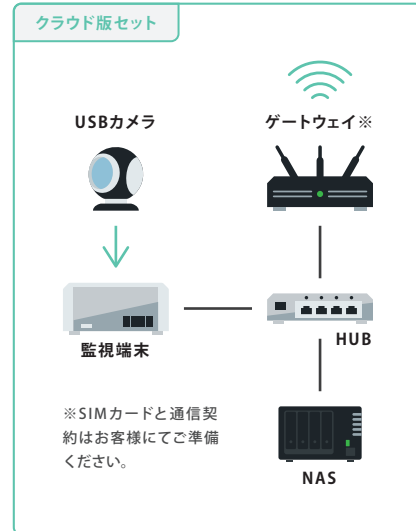 クラウド版セット
USBカメラ
ゲートウェイ※
監視端末
HUB
※SIMカードと通信契
約はお客様にてご準備
ください。
NAS